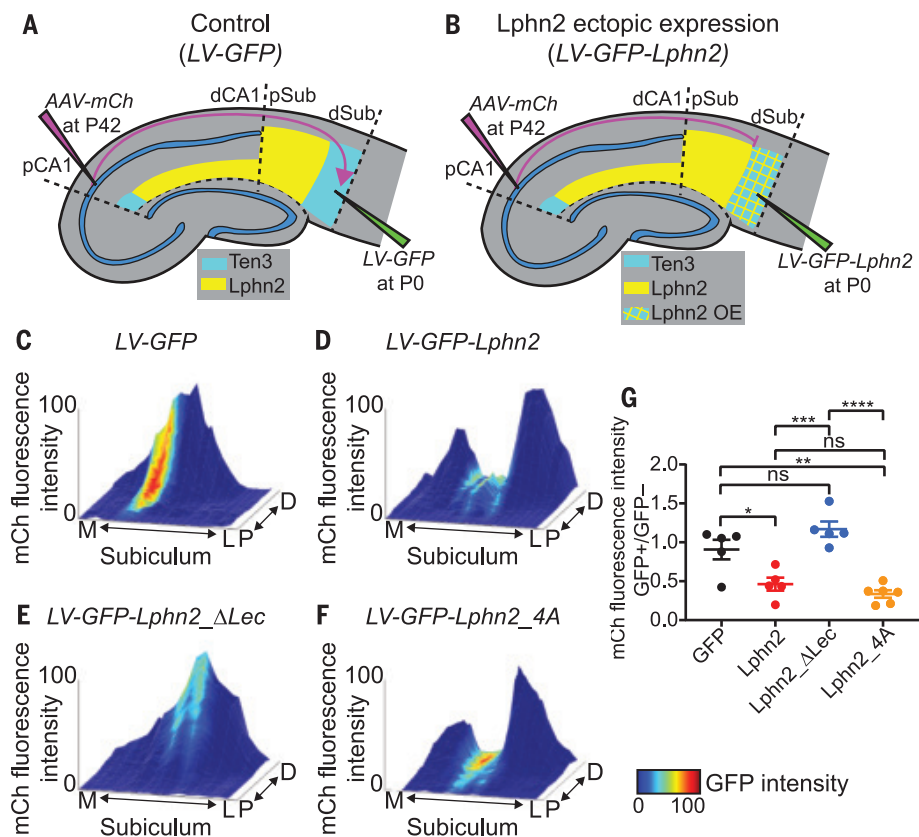 A
Control
(LV-GFP)
AAV-mCh
at P42
pCA1
dCA1
pSub
dSub
LV-GFP
at P0
Ten3
Lphn2
B
Lphn2 ectopic expression
(LV-GFP-Lphn2)
AAV-mCh
at P42
pCA1
dCA1
pSub
dSub
LV-GFP-Lphn2
at P0
Ten3
Lphn2
Lphn2 OE
C
LV-GFP
mCh fluorescence
intensity
100
0
M
L
P
D
Subiculum
D
LV-GFP-Lphn2
mCh fluorescence
intensity
100
0
M
L
P
D
Subiculum
E
LV-GFP-Lphn2_ΔLec
mCh fluorescence
intensity
100
0
M
L
P
D
Subiculum
F
LV-GFP-Lphn2_4A
mCh fluorescence
intensity
100
0
M
L
P
D
Subiculum
G
mCh fluorescence intensity
GFP+/GFP–
2.0
1.5
1.0
0.5
0
*** ****
ns
**
ns
*
GFP
Lphn2
Lphn2_ΔLec
Lphn2_4A
GFP intensity
0 100